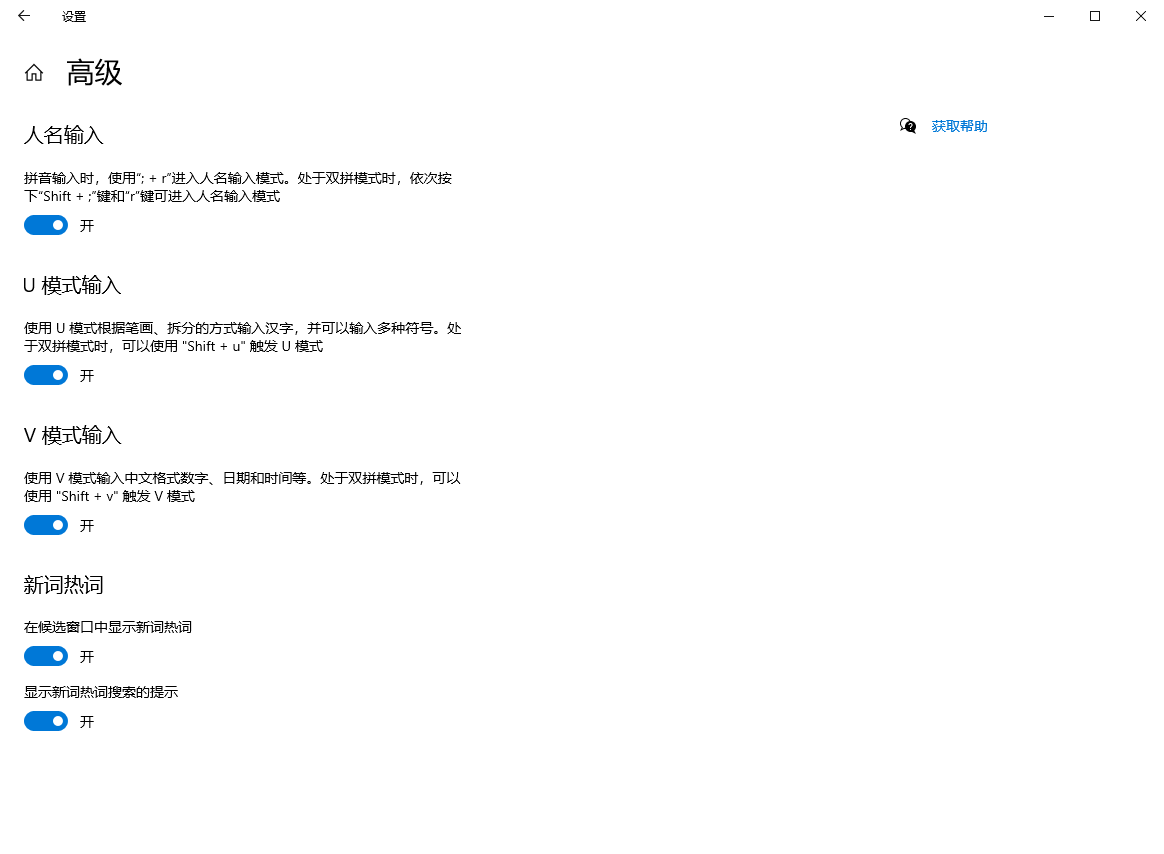 设置
高级
人名输入
获取帮助
拼音输入时，使用“; + r”进入人名输入模式。处于双拼模式时，依次按
下“Shift + ;”键和“r”键可进入人名输入模式
开
U 模式输入
使用 U 模式根据笔画、拆分的方式输入汉字，并可以输入多种符号。处
于双拼模式时，可以使用 "Shift + u" 触发 U 模式
开
V 模式输入
使用 V 模式输入中文格式数字、日期和时间等。处于双拼模式时，可以
使用 "Shift + v" 触发 V 模式
开
新词热词
在候选窗口中显示新词热词
开
显示新词热词搜索的提示
开